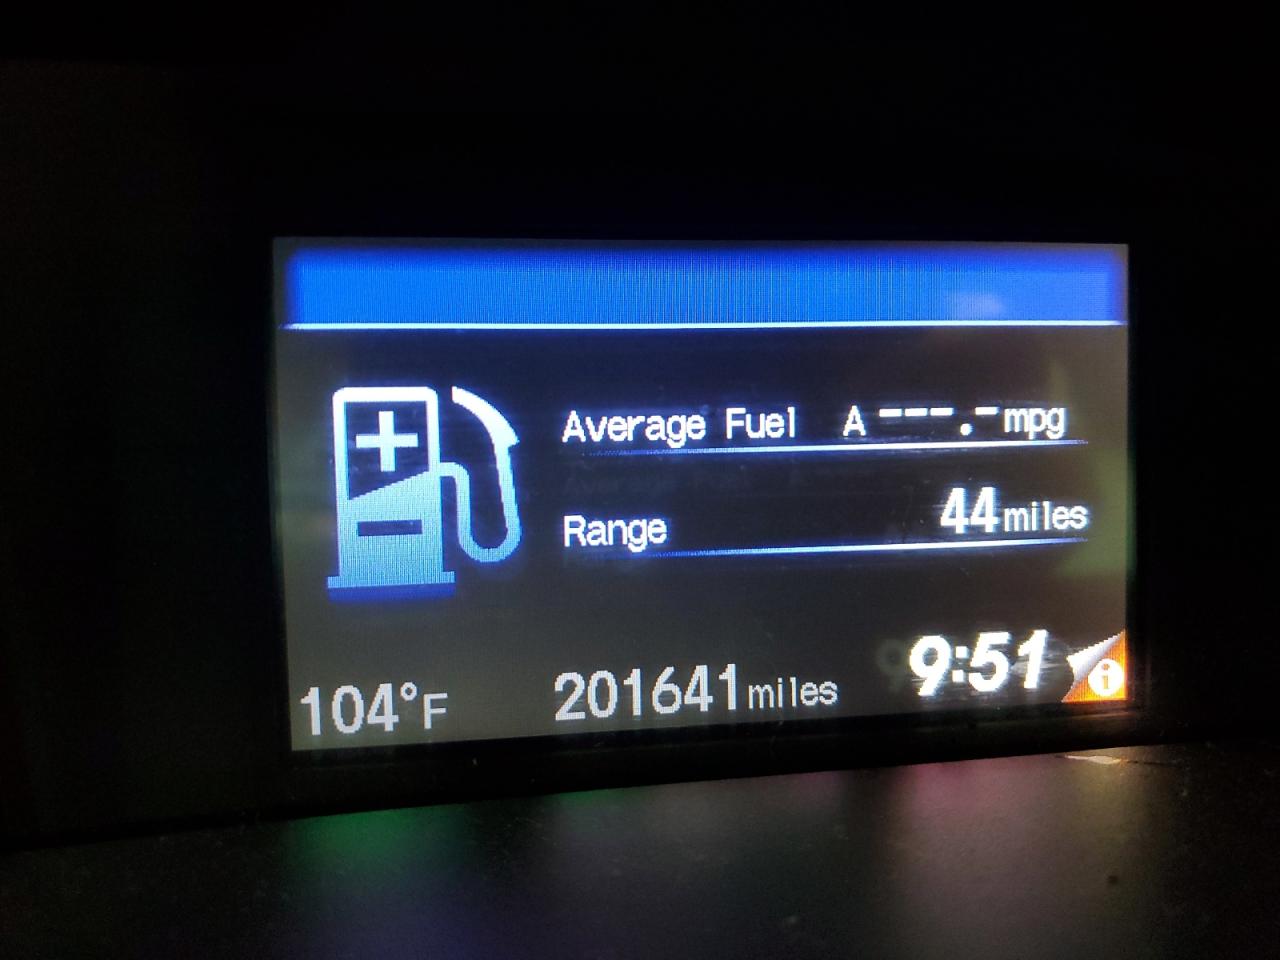 Average Fuel A ---.- mpg
Range 44 miles
104°F 201641 miles 9:51 i